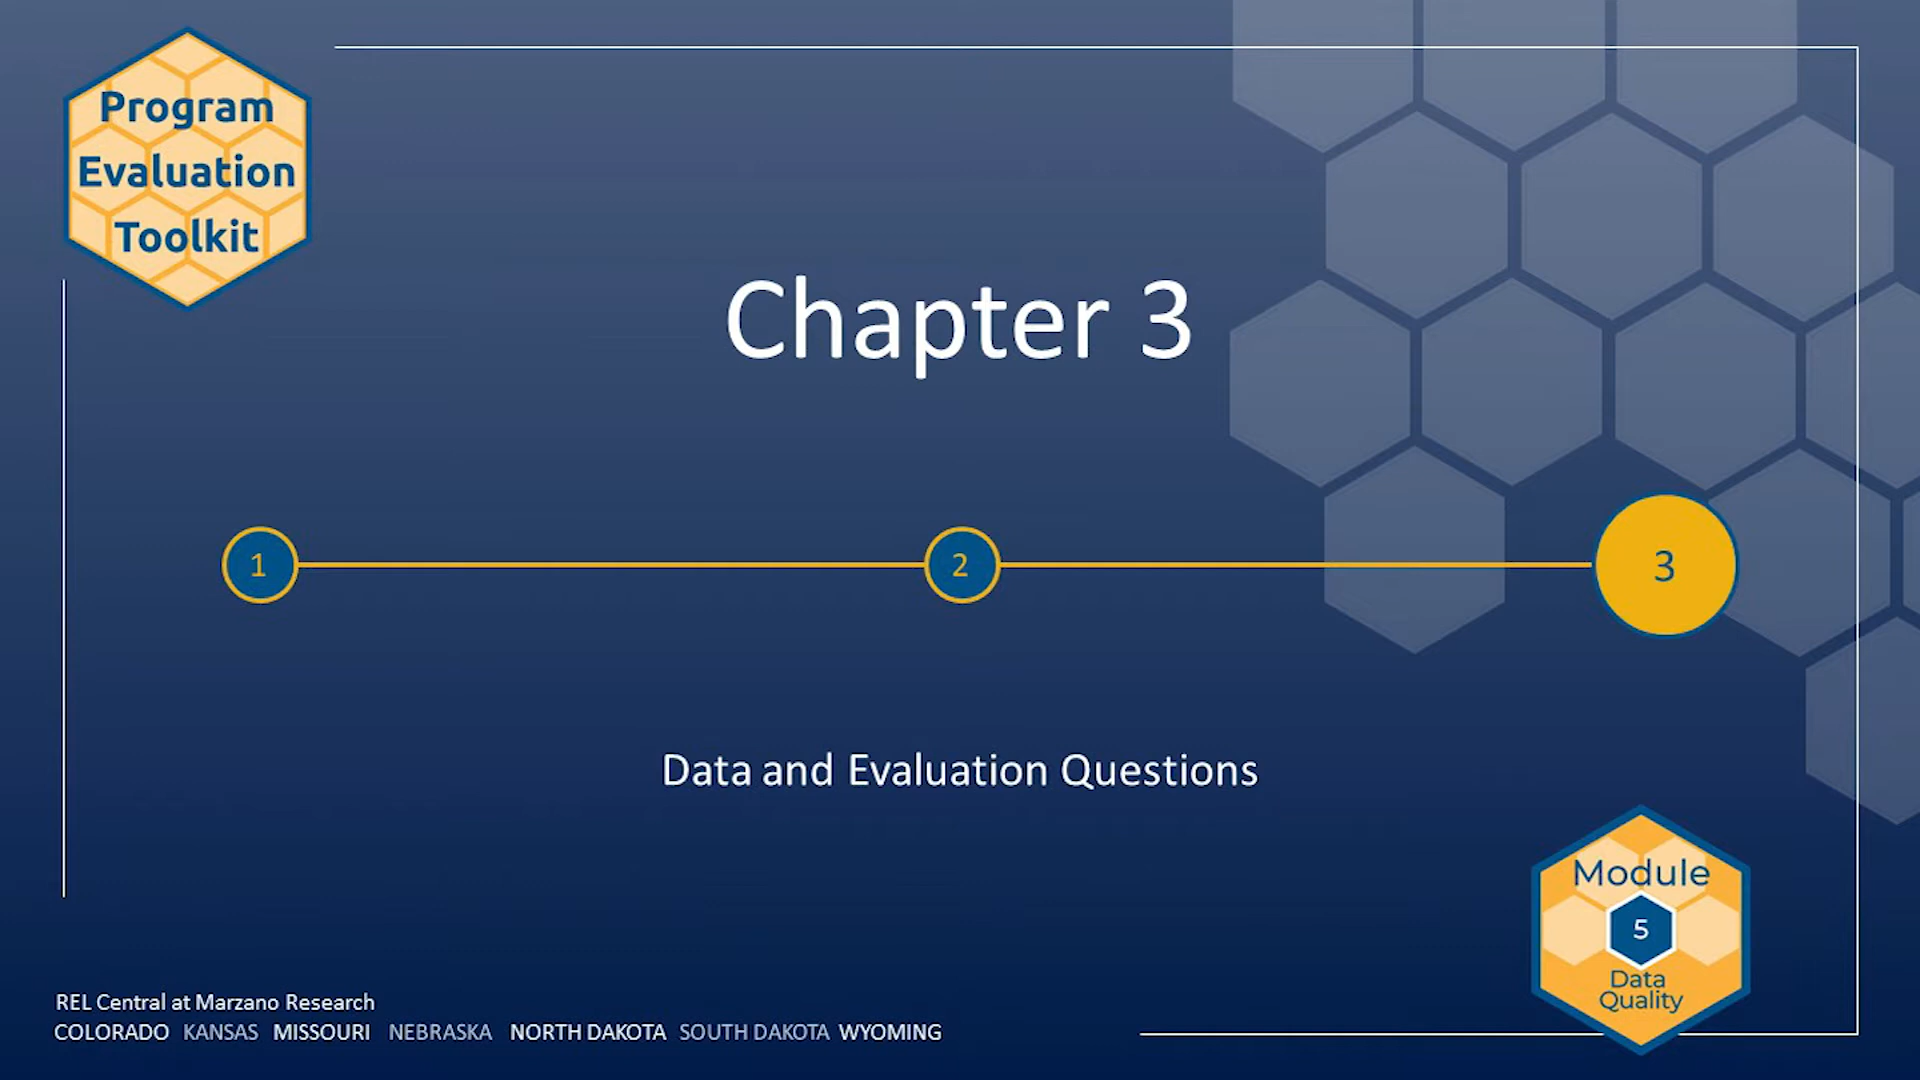 Program
Evaluation
Toolkit
Chapter 3
1
2
3
Data and Evaluation Questions
Module
5
Data
Quality
REL Central at Marzano Research
COLORADO KANSAS MISSOURI NEBRASKA NORTH DAKOTA SOUTH DAKOTA WYOMING